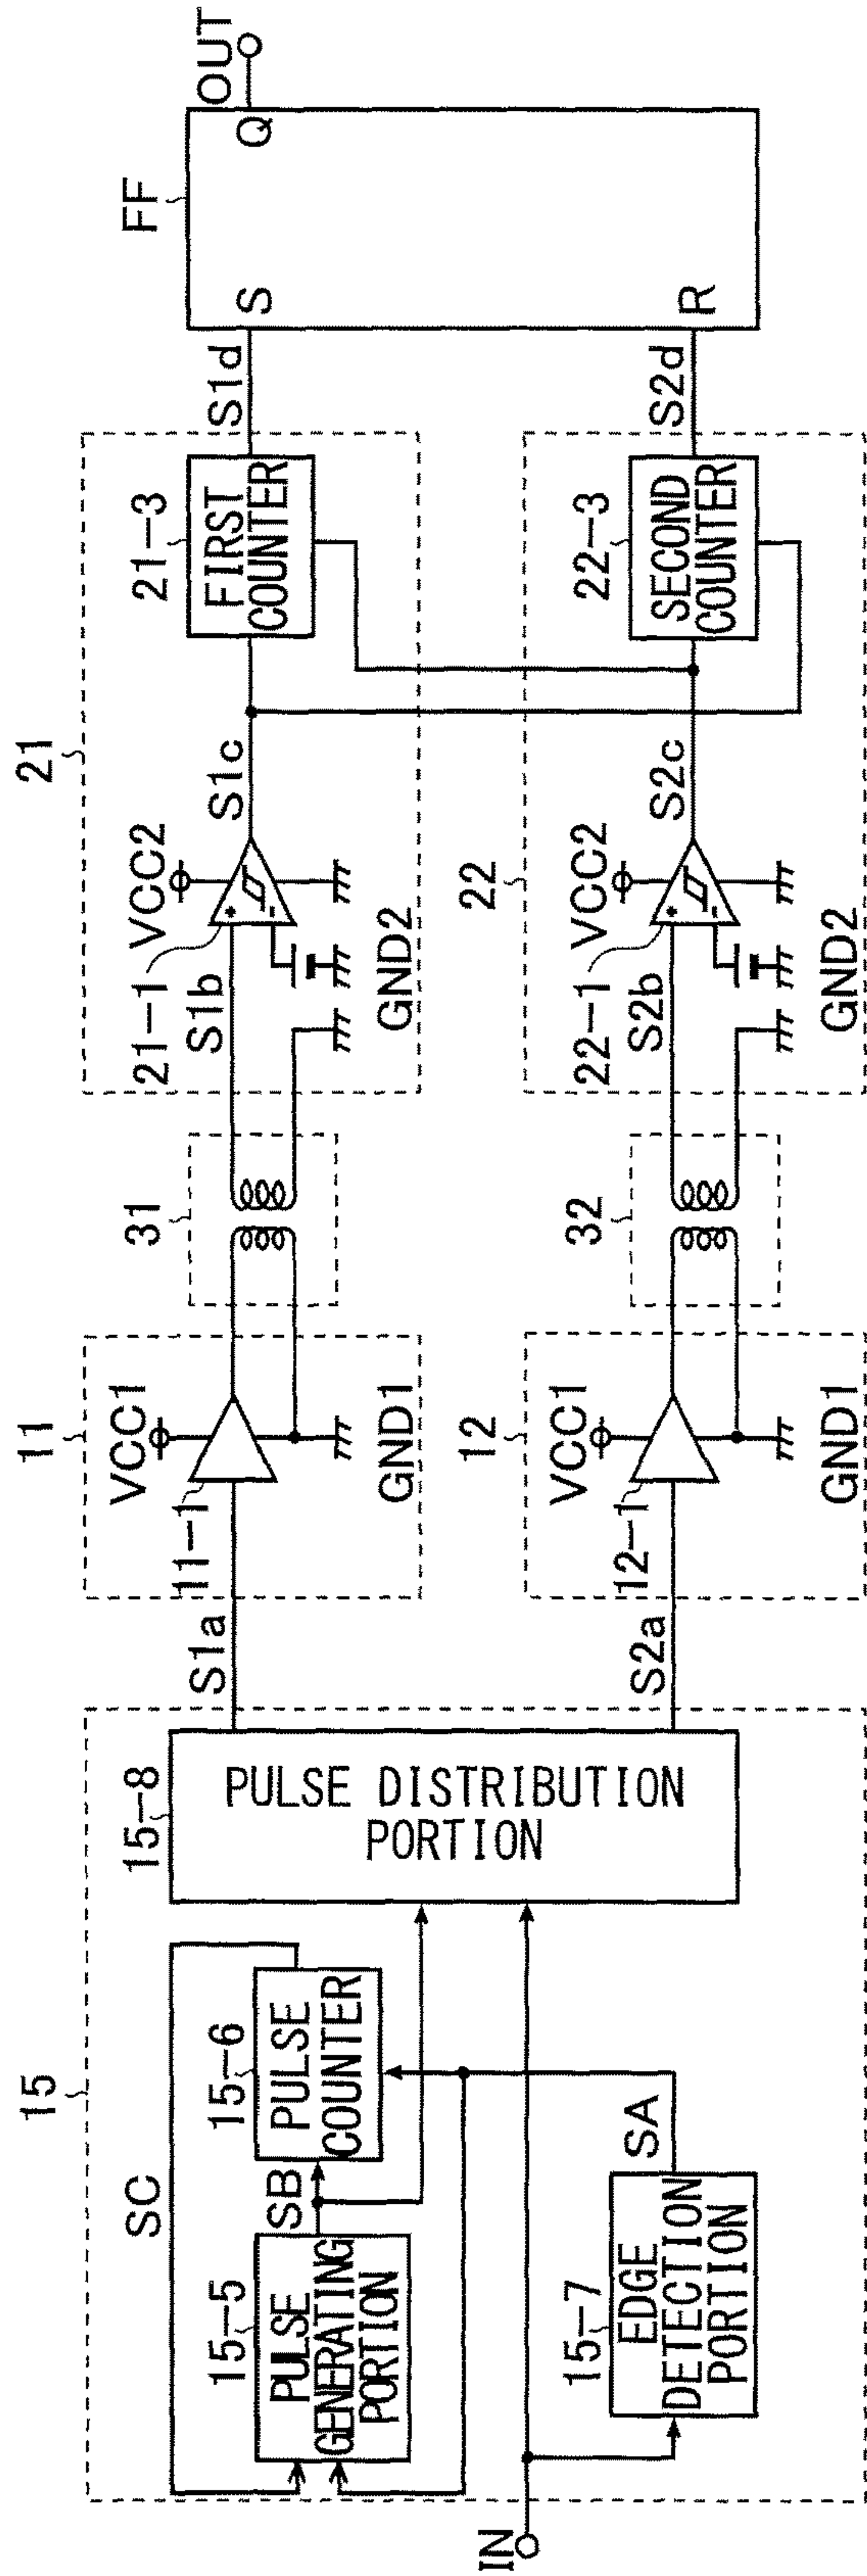 IN
15
SC
15-5
PULSE
GENERATING
PORTION
SB
15-6
PULSE
COUNTER
15-7
EDGE
DETECTION
PORTION
SA
15-8
PULSE DISTRIBUTION
PORTION
S1a
S2a
11
VCC1
11-1
GND1
12
VCC1
12-1
GND1
31
32
21
VCC2
21-1
S1b
+
-
GND2
S1c
21-3
FIRST
COUNTER
22
VCC2
22-1
S2b
+
-
GND2
S2c
22-3
SECOND
COUNTER
S1d
S2d
FF
S
R
Q
OUT